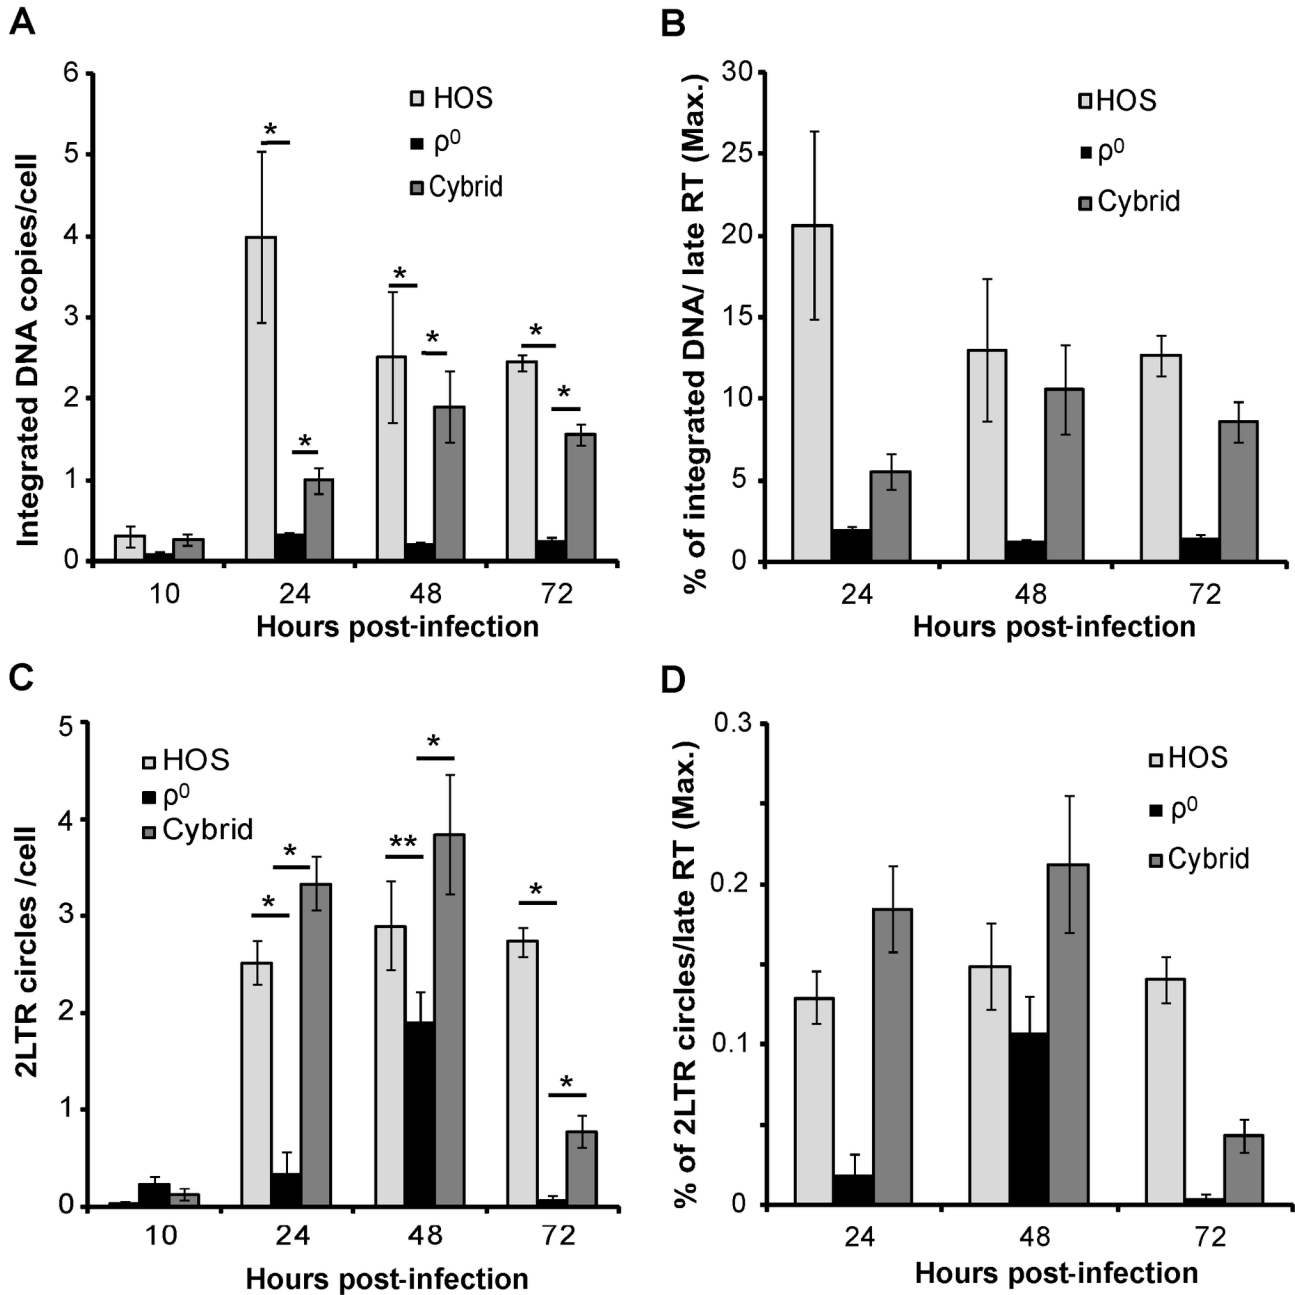 A
Integrated DNA copies/cell
6
5
4
3
2
1
0
HOS
ρ⁰
Cybrid
*
*
*
*
*
*
10 24 48 72
Hours post-infection
B
% of integrated DNA/ late RT (Max.)
30
25
20
15
10
5
0
HOS
ρ⁰
Cybrid
24 48 72
Hours post-infection
C
2LTR circles /cell
5
4
3
2
1
0
HOS
ρ⁰
Cybrid
*
*
**
*
*
*
10 24 48 72
Hours post-infection
D
% of 2LTR circles/late RT (Max.)
0.3
0.2
0.1
0
HOS
ρ⁰
Cybrid
24 48 72
Hours post-infection